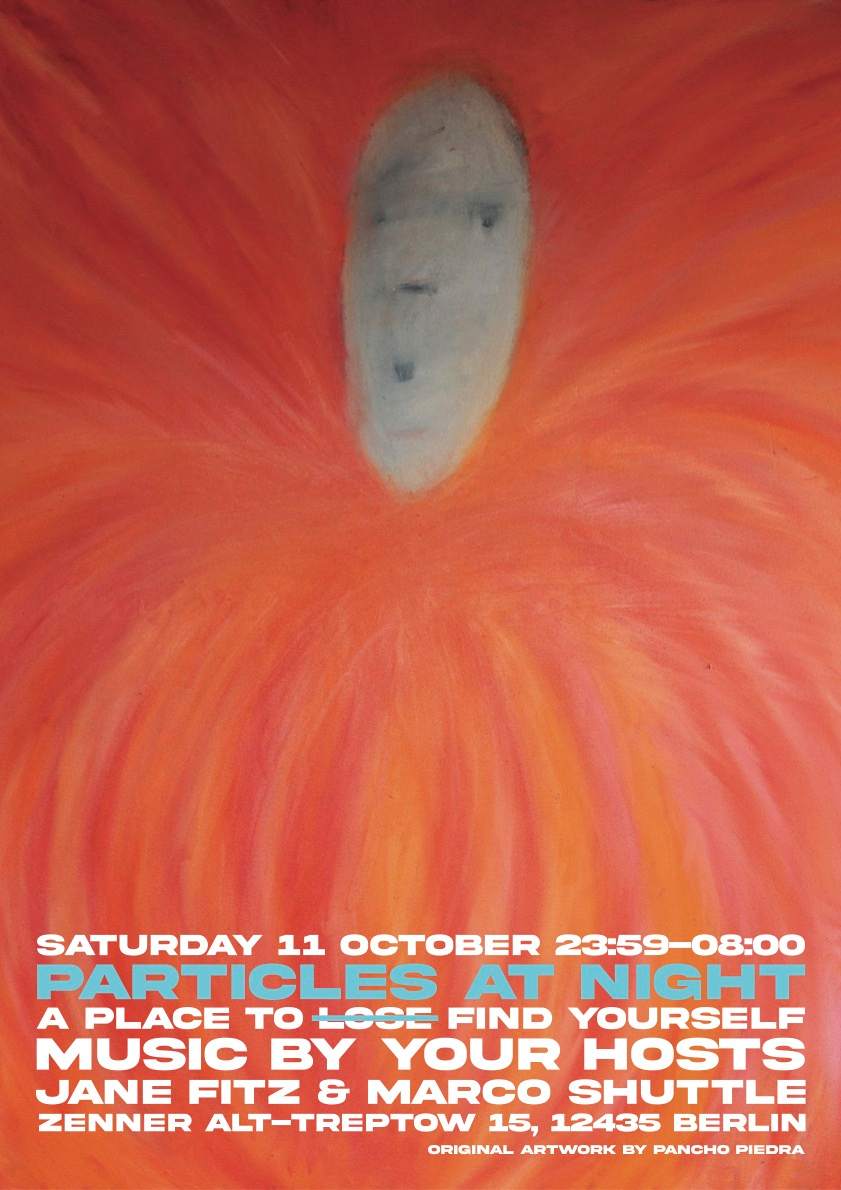 SATURDAY 11 OCTOBER 23:59–08:00
PARTICLES AT NIGHT
A PLACE TO LOSE FIND YOURSELF
MUSIC BY YOUR HOSTS
JANE FITZ & MARCO SHUTTLE
ZENNER ALT–TREPTOW 15, 12435 BERLIN
ORIGINAL ARTWORK BY PANCHO PIEDRA